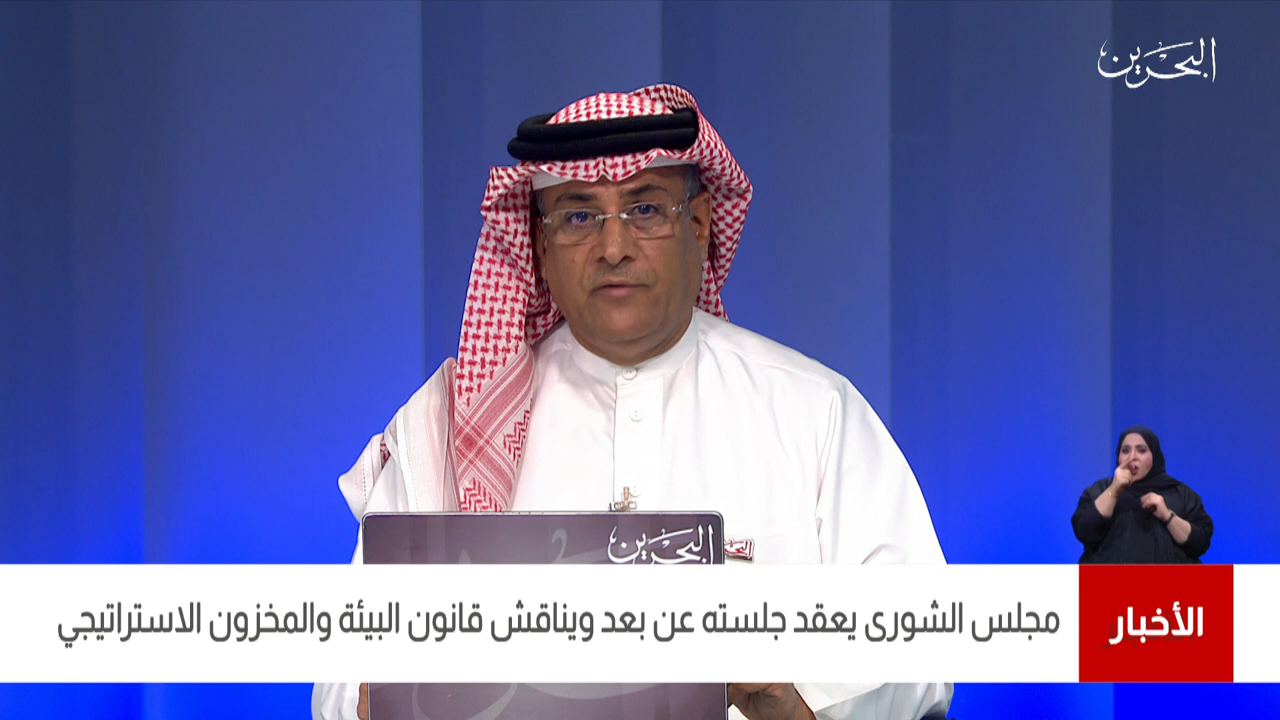 البحرين
البحرين
الأخبار
مجلس الشورى يعقد جلسته عن بعد ويناقش قانون البيئة والمخزون الاستراتيجي